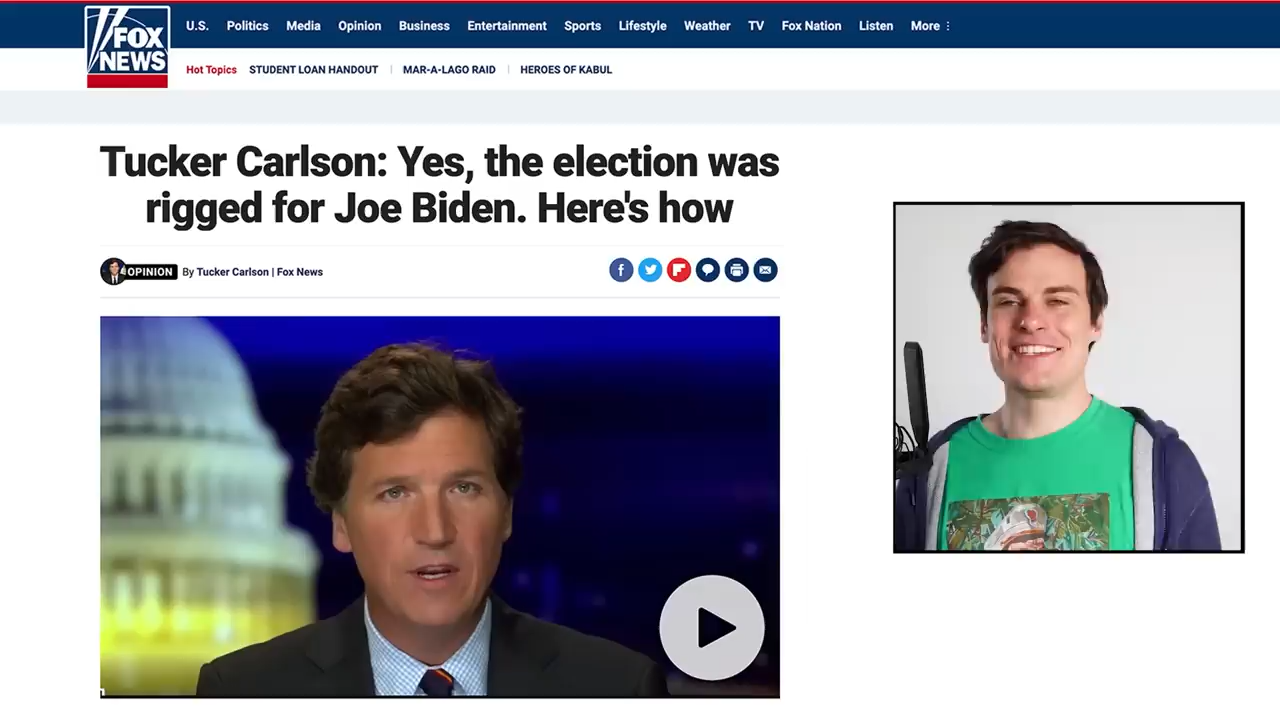 FOX
NEWS
U.S. Politics Media Opinion Business Entertainment Sports Lifestyle Weather TV Fox Nation Listen More
Hot Topics STUDENT LOAN HANDOUT MAR-A-LAGO RAID HEROES OF KABUL
Tucker Carlson: Yes, the election was
rigged for Joe Biden. Here's how
OPINION By Tucker Carlson | Fox News